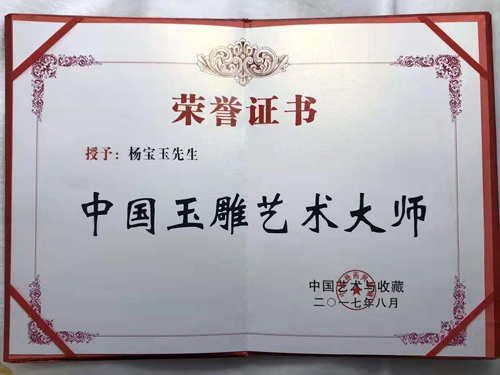 荣誉证书
授予：杨宝玉先生
中国玉雕艺术大师
中国艺术与收藏
二〇一七年八月